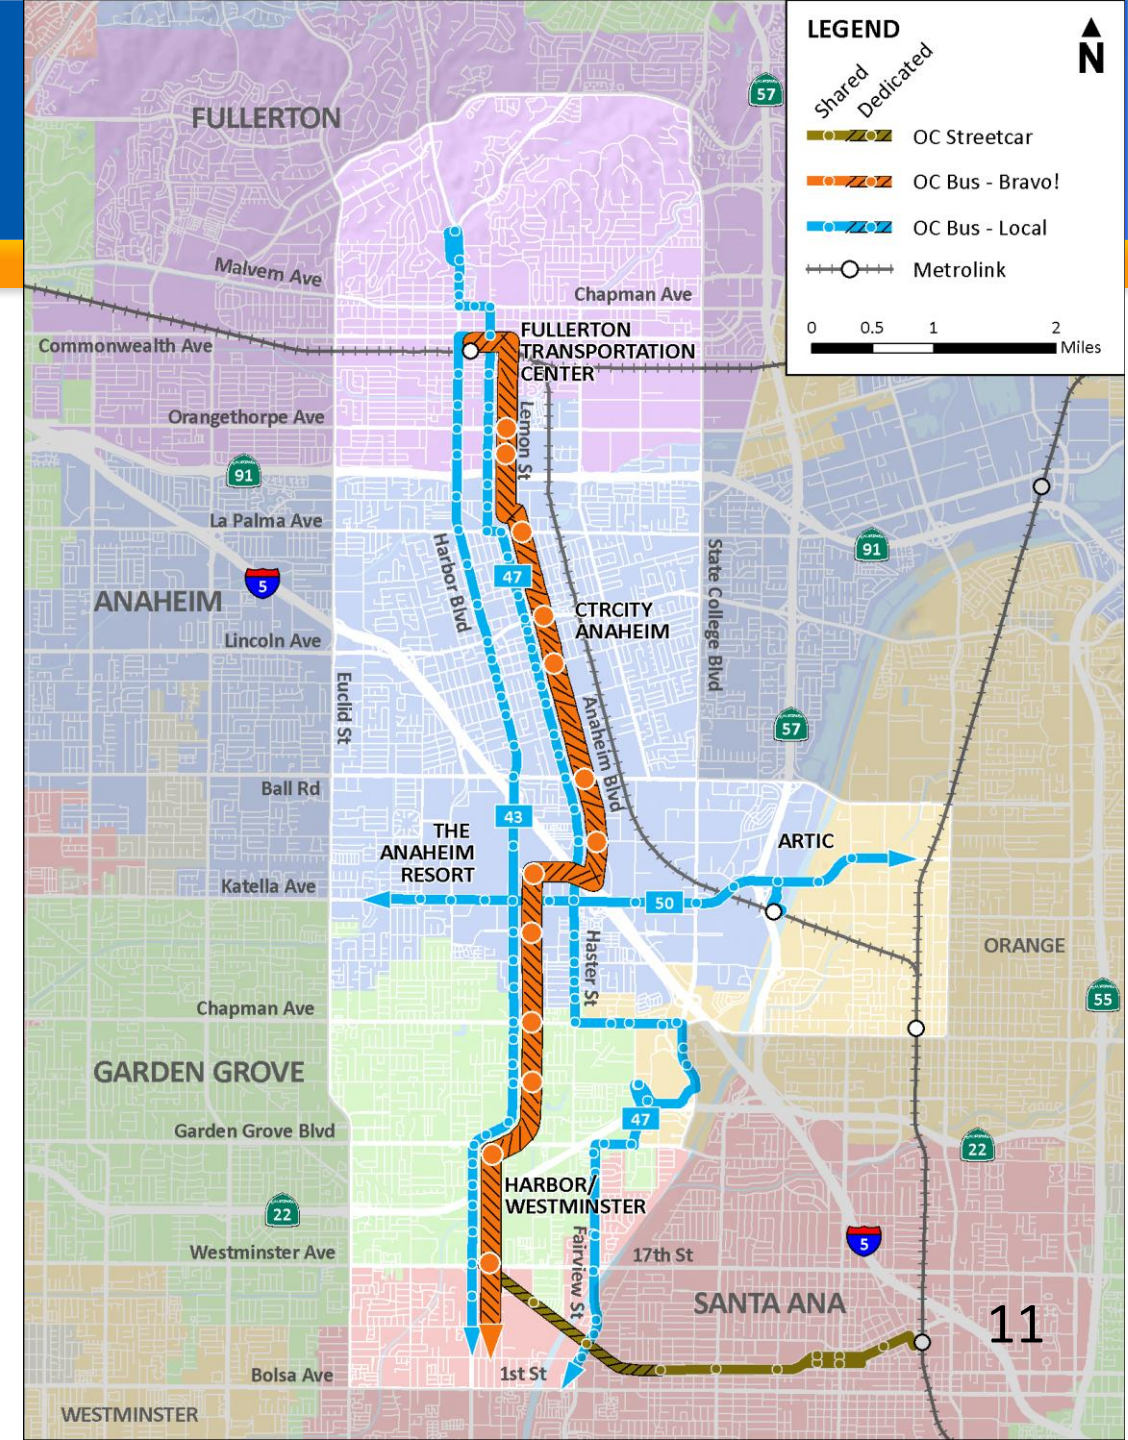 LEGEND
N
Shared
Dedicated
OC Streetcar
OC Bus - Bravo!
OC Bus - Local
Metrolink
0 0.5 1 2
Miles
57
FULLERTON
Malvern Ave
Chapman Ave
Commonwealth Ave
FULLERTON
TRANSPORTATION
CENTER
Orangethorpe Ave
Lemon St
91
La Palma Ave
Harbor Blvd
47
State College Blvd
91
5
ANAHEIM
CTRCITY
ANAHEIM
Lincoln Ave
Euclid St
Anaheim Blvd
57
Ball Rd
43
THE
ANAHEIM
RESORT
ARTIC
Katella Ave
50
Haster St
ORANGE
55
Chapman Ave
GARDEN GROVE
47
Garden Grove Blvd
22
HARBOR/
WESTMINSTER
22
Fairview St
Westminster Ave
17th St
5
SANTA ANA
11
Bolsa Ave
1st St
WESTMINSTER